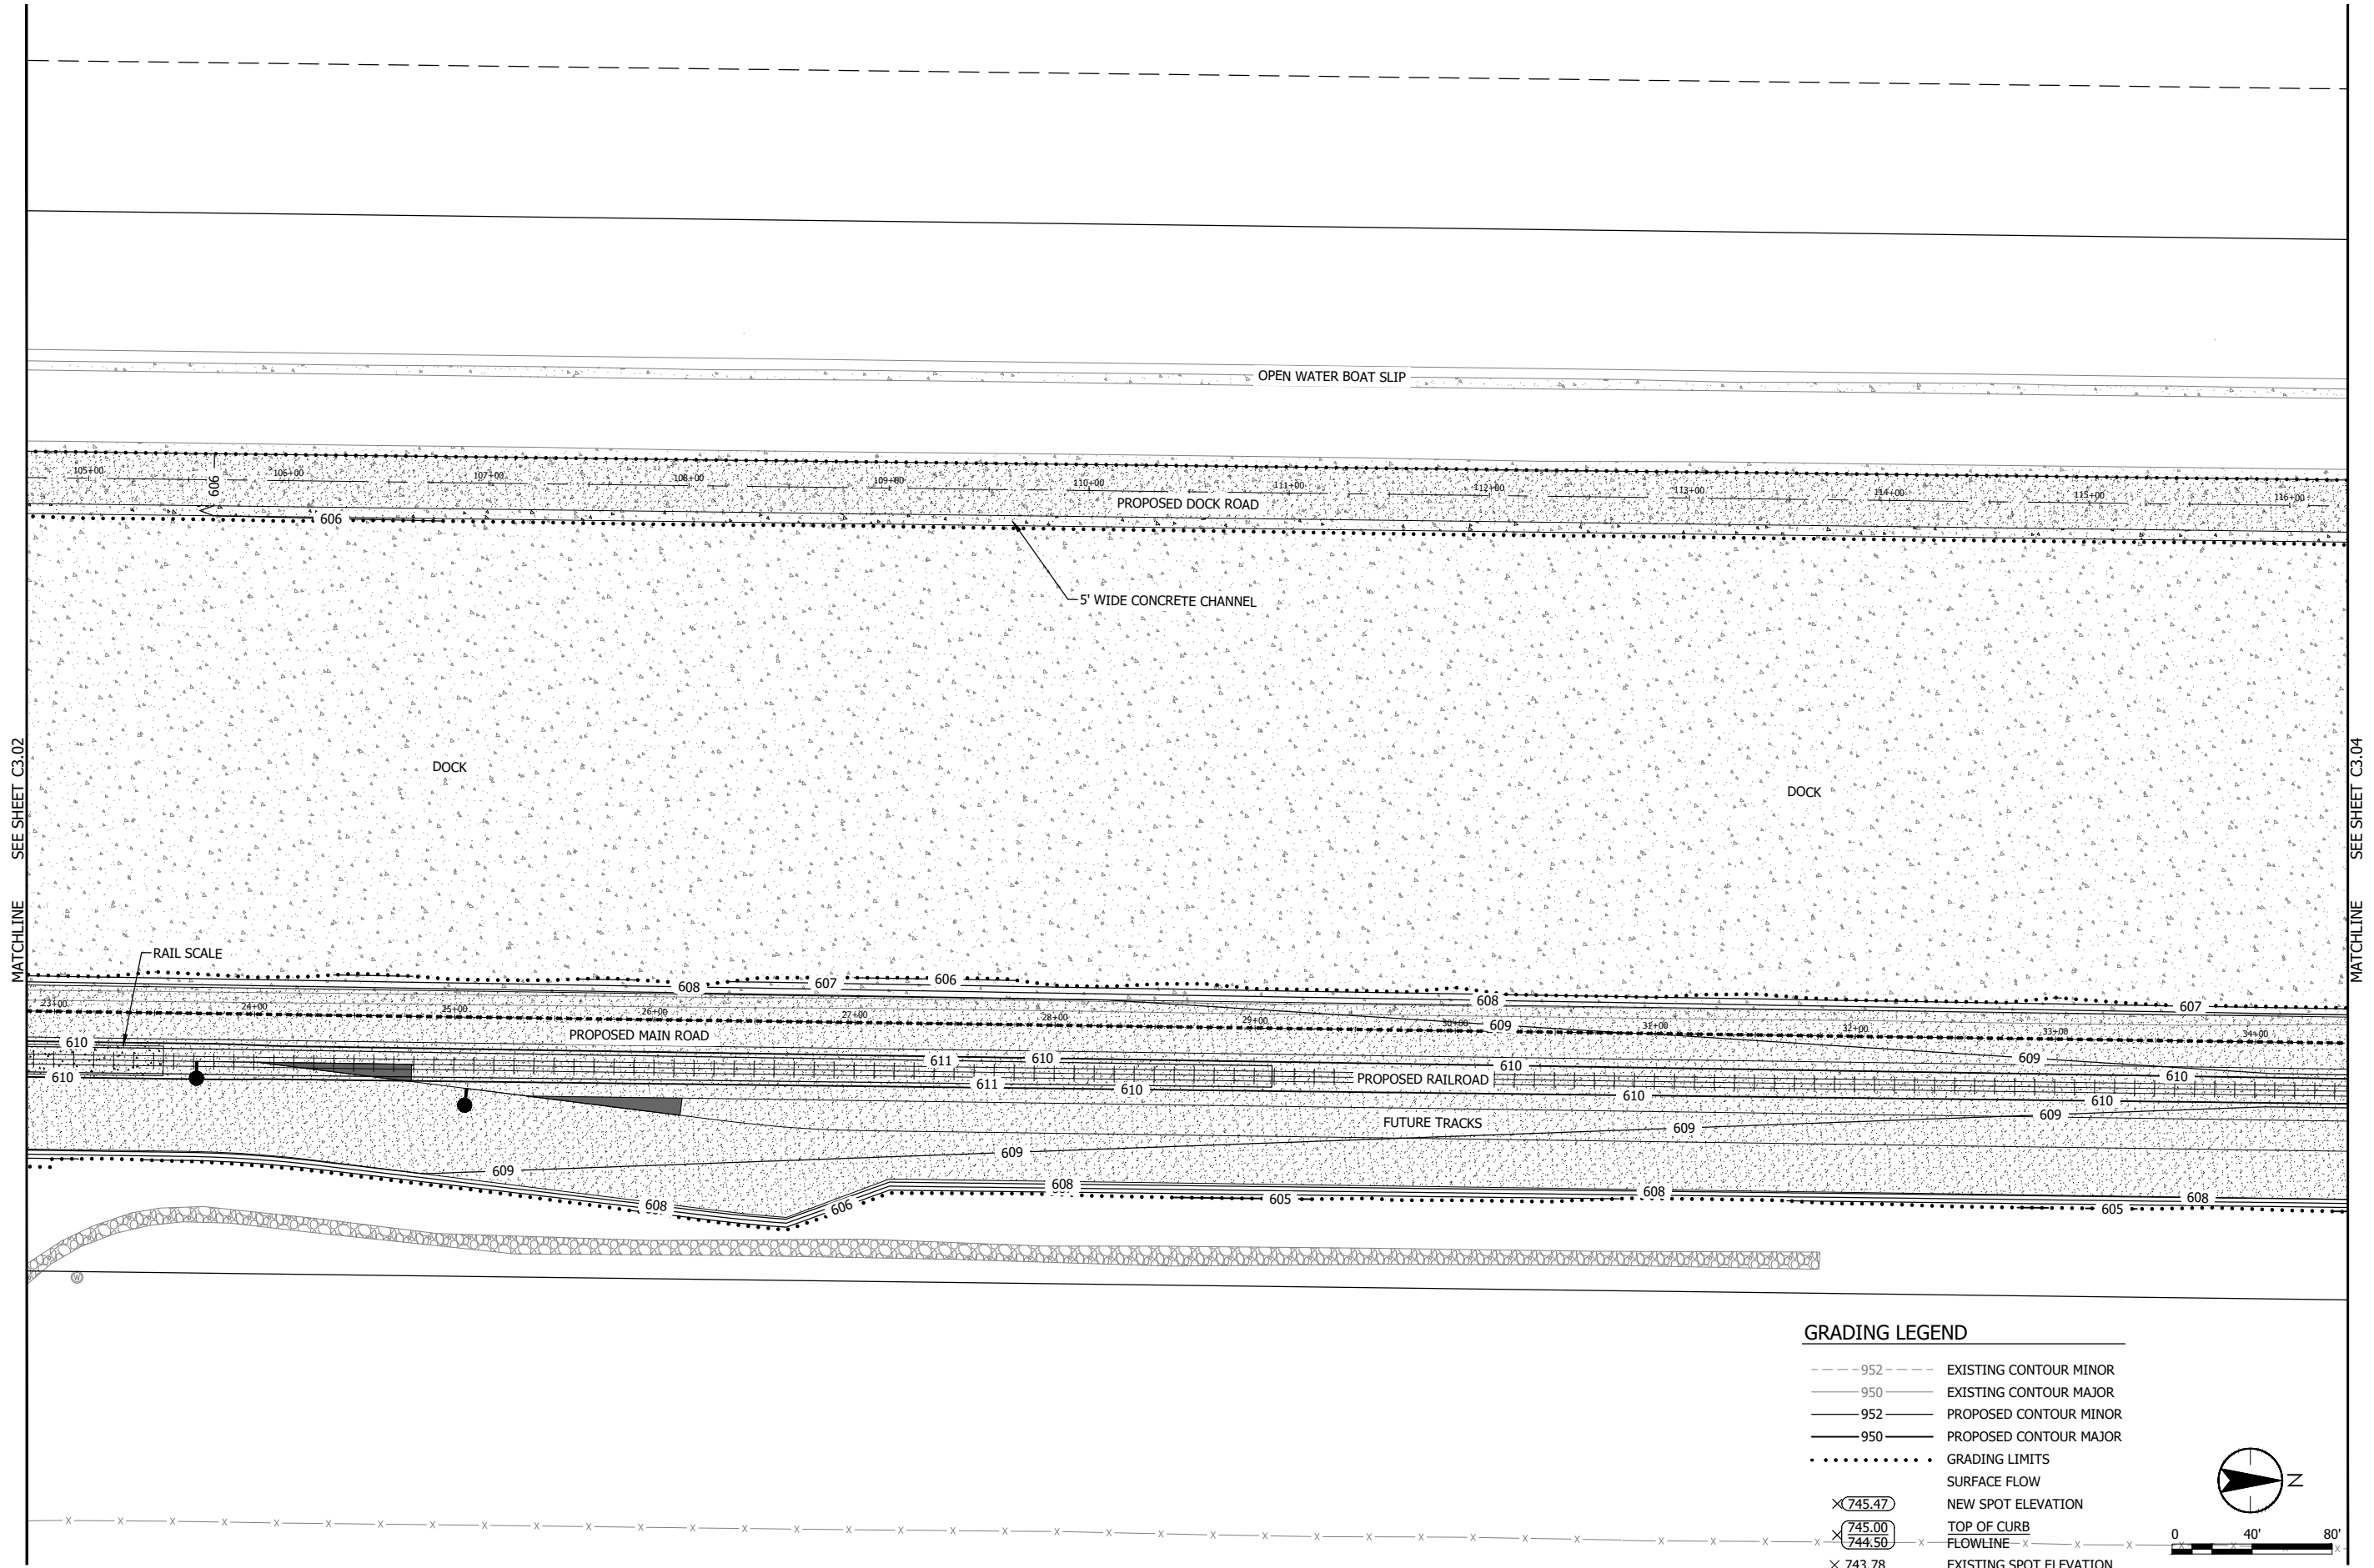 OPEN WATER BOAT SLIP
105+00
606
106+00
107+00
108+00
109+00
110+00
111+00
112+00
113+00
114+00
115+00
116+00
PROPOSED DOCK ROAD
606
5' WIDE CONCRETE CHANNEL
MATCHLINE SEE SHEET C3.02
MATCHLINE SEE SHEET C3.04
DOCK
DOCK
RAIL SCALE
608
607
606
608
607
23+00
24+00
25+00
26+00
27+00
28+00
29+00
30+00
31+00
32+00
33+00
34+00
609
PROPOSED MAIN ROAD
610
611
610
610
609
610
610
611
610
PROPOSED RAILROAD
610
610
609
FUTURE TRACKS
609
609
609
608
606
608
605
608
608
605
W
GRADING LEGEND
952 EXISTING CONTOUR MINOR
950 EXISTING CONTOUR MAJOR
952 PROPOSED CONTOUR MINOR
950 PROPOSED CONTOUR MAJOR
GRADING LIMITS
SURFACE FLOW
745.47 NEW SPOT ELEVATION
745.00 TOP OF CURB
744.50 FLOWLINE
743.78 EXISTING SPOT ELEVATION
N
0 40' 80'